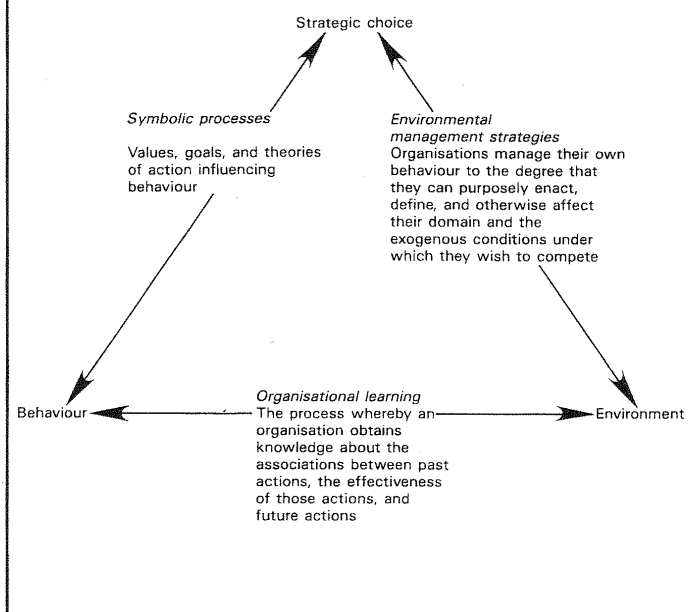 Strategic choice
Symbolic processes
Values, goals, and theories
of action influencing
behaviour
Environmental
management strategies
Organisations manage their own
behaviour to the degree that
they can purposely enact,
define, and otherwise affect
their domain and the
exogenous conditions under
which they wish to compete
Behaviour
Organisational learning
The process whereby an
organisation obtains
knowledge about the
associations between past
actions, the effectiveness
of those actions, and
future actions
Environment